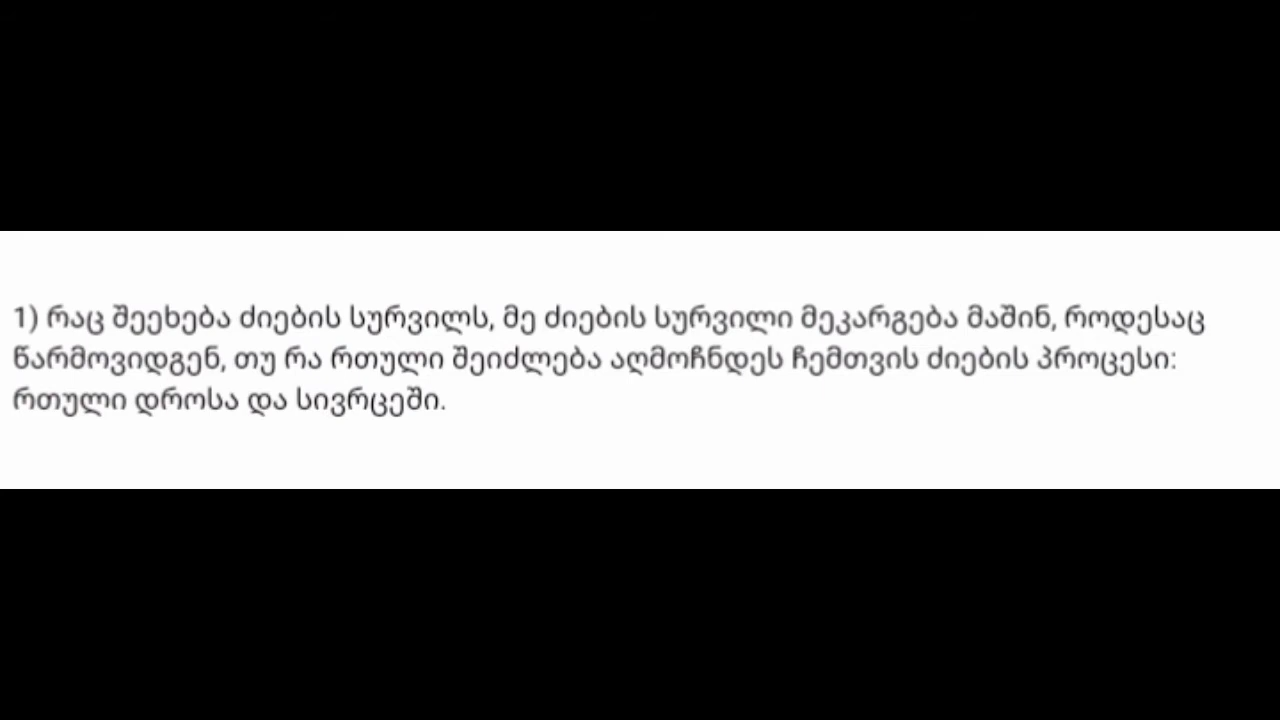 1) რაც შეეხება ძიების სურვილს, მე ძიების სურვილი მეკარგება მაშინ, როდესაც
წარმოვიდგენ, თუ რა რთული შეიძლება აღმოჩნდეს ჩემთვის ძიების პროცესი:
რთული დროსა და სივრცეში.